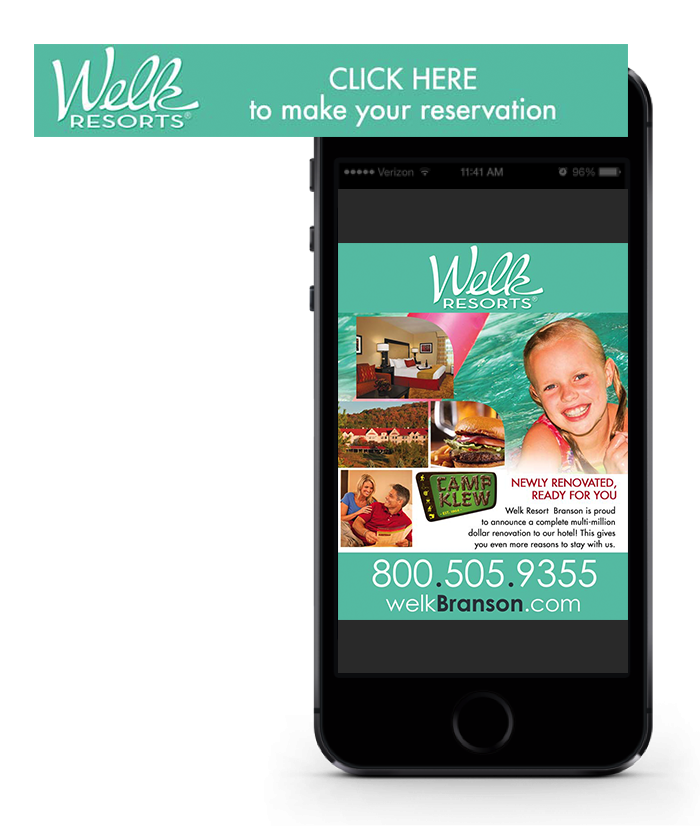 Welk
RESORTS®
CLICK HERE
to make your reservation
Verizon
11:41 AM
96%
Welk
RESORTS®
CAMP
KLEW
NEWLY RENOVATED,
READY FOR YOU
Welk Resort Branson is proud
to announce a complete multi-million
dollar renovation to our hotel! This gives
you even more reasons to stay with us.
800.505.9355
welkBranson.com